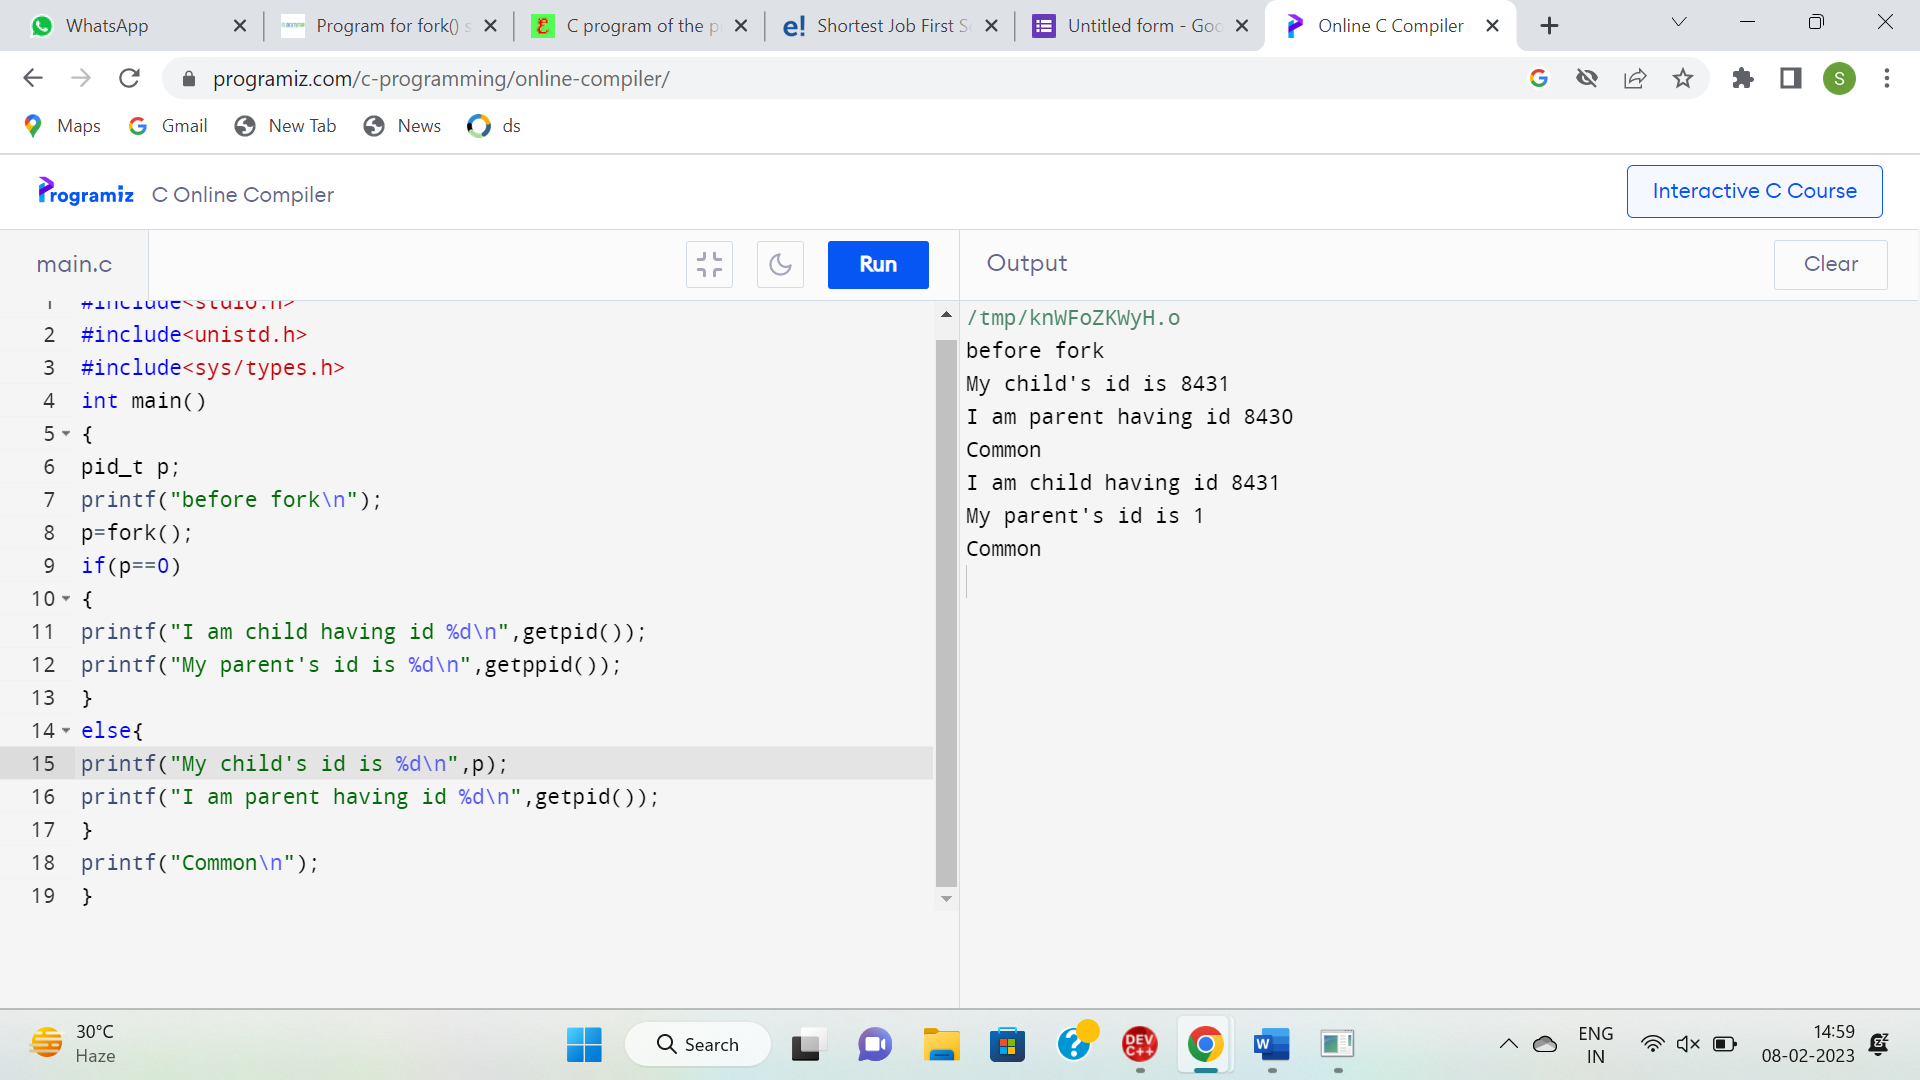 WhatsApp
Program for fork() s
C program of the p
Shortest Job First S
Untitled form - Goo
Online C Compiler
programiz.com/c-programming/online-compiler/
S
Maps
Gmail
New Tab
News
ds
Programiz
C Online Compiler
Interactive C Course
main.c
Run
Output
Clear
1 #include<stdio.h>
2 #include<unistd.h>
3 #include<sys/types.h>
4 int main()
5 {
6 pid_t p;
7 printf("before fork\n");
8 p=fork();
9 if(p==0)
10 {
11 printf("I am child having id %d\n",getpid());
12 printf("My parent's id is %d\n",getppid());
13 }
14 else{
15 printf("My child's id is %d\n",p);
16 printf("I am parent having id %d\n",getpid());
17 }
18 printf("Common\n");
19 }
/tmp/knWFoZKWyH.o
before fork
My child's id is 8431
I am parent having id 8430
Common
I am child having id 8431
My parent's id is 1
Common
30°C
Haze
Search
DEV
C++
W
ENG
IN
14:59
08-02-2023